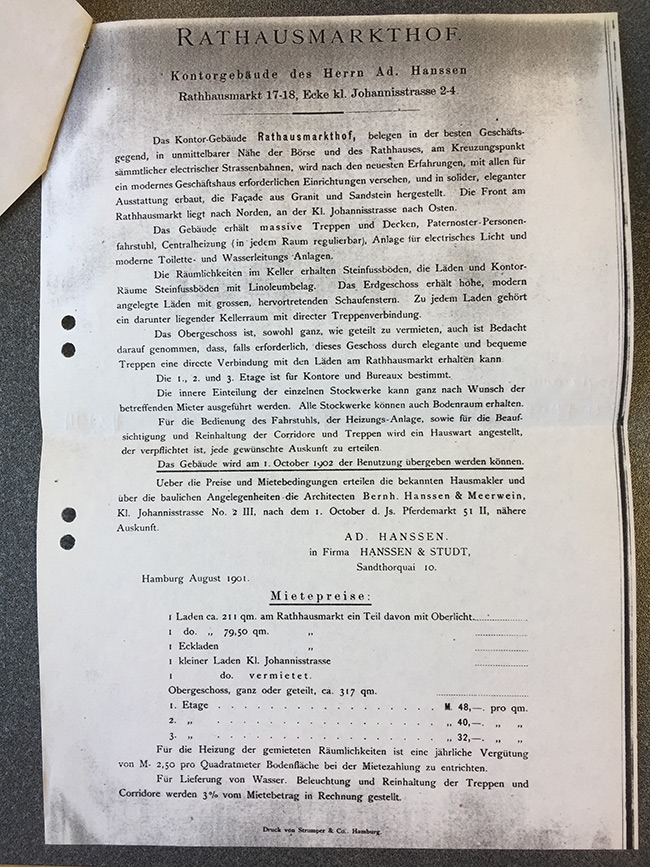 RATHAUSMARKTHOF.
Kontorgebäude des Herrn Ad. Hanssen
Rathhausmarkt 17-18, Ecke kl. Johannisstrasse 2-4.
Das Kontor-Gebäude Rathausmarkthof, belegen in der besten Geschäfts-
gegend, in unmittelbarer Nähe der Börse und des Rathhauses, am Kreuzungspunkt
sämmtlicher electrischer Strassenbahnen, wird nach den neuesten Erfahrungen, mit allen für
ein modernes Geschäftshaus erforderlichen Einrichtungen versehen, und in solider, eleganter
Ausstattung erbaut, die Façade aus Granit und Sandstein hergestellt. Die Front am
Rathhausmarkt liegt nach Norden, an der Kl. Johannisstrasse nach Osten.
Das Gebäude erhält massive Treppen und Decken, Paternoster-Personen-
fahrstuhl, Centralheizung (in jedem Raum regulierbar), Anlage für electrisches Licht und
moderne Toilette- und Wasserleitungs Anlagen.
Die Räumlichkeiten im Keller erhalten Steinfussböden, die Läden und Kontor-
Räume Steinfussböden mit Linoleumbelag. Das Erdgeschoss erhält höhe, modern
angelegte Läden mit grossen, hervortretenden Schaufenstern. Zu jedem Laden gehört
ein darunter liegender Kellerraum mit directer Treppenverbindung.
Das Obergeschoss ist, sowohl ganz, wie geteilt zu vermieten, auch ist Bedacht
darauf genommen, dass, falls erforderlich, dieses Geschoss durch elegante und bequeme
Treppen eine directe Verbindung mit den Läden am Rathhausmarkt erhalten kann
Die 1., 2. und 3. Etage ist für Kontore und Bureaux bestimmt.
Die innere Einteilung der einzelnen Stockwerke kann ganz nach Wunsch der
betreffenden Mieter ausgeführt werden. Alle Stockwerke können auch Bodenraum erhalten.
Für die Bedienung des Fahrstuhls, der Heizungs-Anlage, sowie für die Beauf-
sichtigung und Reinhaltung der Corridore und Treppen wird ein Hauswart angestellt,
der verpflichtet ist, jede gewünschte Auskunft zu erteilen.
Das Gebäude wird am 1. October 1902 der Benutzung übergeben werden können.
Ueber die Preise und Mietebedingungen erteilen die bekannten Hausmakler und
über die baulichen Angelegenheiten die Architecten Bernh. Hanssen & Meerwein,
Kl. Johannisstrasse No. 2 III, nach dem 1. October d. Js. Pferdemarkt 51 II, nähere
Auskunft.
AD. HANSSEN.
in Firma HANSSEN & STUDT,
Sandthorquai 10.
Hamburg August 1901.
Mietepreise:
1 Laden ca. 211 qm. am Rathhausmarkt ein Teil davon mit Oberlicht.
1 do. „ 79,50 qm. „
1 Eckladen „
1 kleiner Laden Kl. Johannisstrasse
1 do. vermietet.
Obergeschoss, ganz oder geteilt, ca. 317 qm.
1. Etage . . . . . . . . . . . . . . . . . M. 48,—. pro qm.
2. „ . . . . . . . . . . . . . . . . . „ 40,—. „ „
3. „ . . . . . . . . . . . . . . . . . „ 32,—. „ „
Für die Heizung der gemieteten Räumlichkeiten ist eine jährliche Vergütung
von M. 2,50 pro Quadratmeter Bodenfläche bei der Mietezahlung zu entrichten.
Für Lieferung von Wasser. Beleuchtung und Reinhaltung der Treppen und
Corridore werden 3% vom Mietebetrag in Rechnung gestellt.
Druck von Strumper & Co., Hamburg.